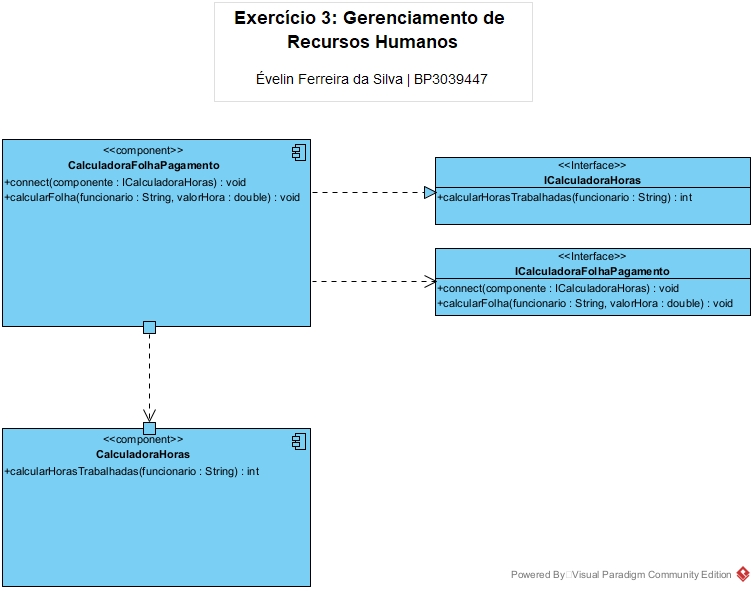 Exercício 3: Gerenciamento de
Recursos Humanos
Évelin Ferreira da Silva | BP3039447
<<component>>
CalculadoraFolhaPagamento
+connect(componente : ICalculadoraHoras) : void
+calcularFolha(funcionario : String, valorHora : double) : void
<<Interface>>
ICalculadoraHoras
+calcularHorasTrabalhadas(funcionario : String) : int
<<Interface>>
ICalculadoraFolhaPagamento
+connect(componente : ICalculadoraHoras) : void
+calcularFolha(funcionario : String, valorHora : double) : void
<<component>>
CalculadoraHoras
+calcularHorasTrabalhadas(funcionario : String) : int
Powered By Visual Paradigm Community Edition